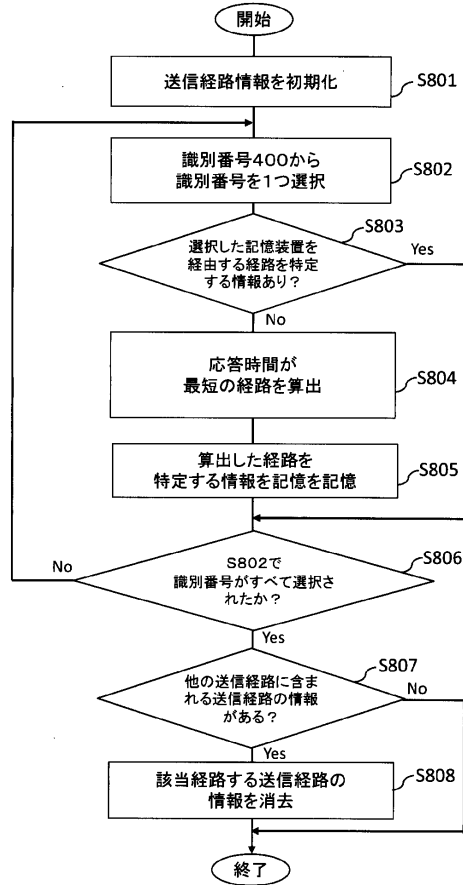 開始
送信経路情報を初期化
S801
識別番号400から
識別番号を1つ選択
S802
S803
選択した記憶装置を
経由する経路を特定
する情報あり?
Yes
No
応答時間が
最短の経路を算出
S804
算出した経路を
特定する情報を記憶を記憶
S805
S806
No
S802で
識別番号がすべて選択さ
れたか?
Yes
S807
他の送信経路に含ま
れる送信経路の情報
がある?
No
Yes
該当経路する送信経路の
情報を消去
S808
終了